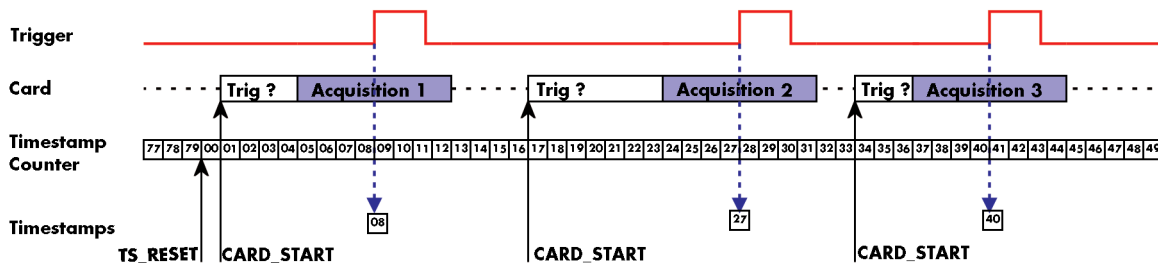 Trigger
Card
Trig ?
Acquisition 1
Trig ?
Acquisition 2
Trig ?
Acquisition 3
Timestamp
Counter
77 78 79 00 01 02 03 04 05 06 07 08 09 10 11 12 13 14 15 16 17 18 19 20 21 22 23 24 25 26 27 28 29 30 31 32 33 34 35 36 37 38 39 40 41 42 43 44 45 46 47 48 49
Timestamps
08
27
40
TS_RESET
CARD_START
CARD_START
CARD_START